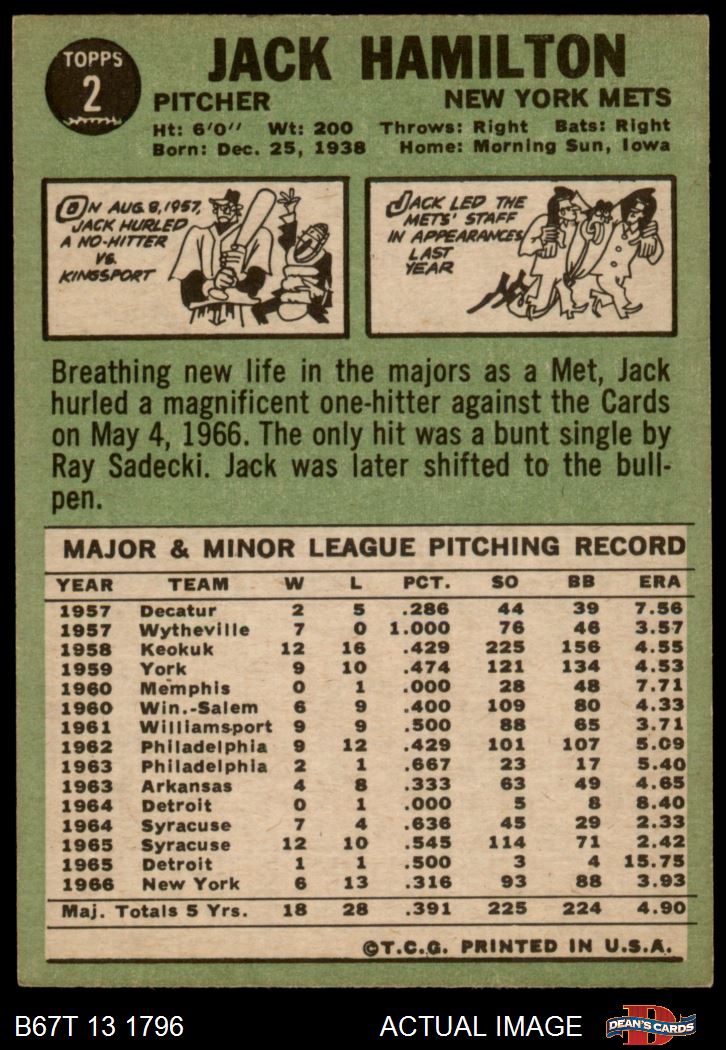 TOPPS
2
JACK HAMILTON
PITCHER NEW YORK METS
Ht: 6'0" Wt: 200 Throws: Right Bats: Right
Born: Dec. 25, 1938 Home: Morning Sun, Iowa
ON AUG. 8, 1957,
JACK HURLED
A NO-HITTER
VS.
KINGSPORT
JACK LED THE
METS' STAFF
IN APPEARANCES
LAST
YEAR
Breathing new life in the majors as a Met, Jack
hurled a magnificent one-hitter against the Cards
on May 4, 1966. The only hit was a bunt single by
Ray Sadecki. Jack was later shifted to the bull-
pen.
MAJOR & MINOR LEAGUE PITCHING RECORD
YEAR TEAM W L PCT. SO BB ERA
1957 Decatur 2 5 .286 44 39 7.56
1957 Wytheville 7 0 1.000 76 46 3.57
1958 Keokuk 12 16 .429 225 156 4.55
1959 York 9 10 .474 121 134 4.53
1960 Memphis 0 1 .000 28 48 7.71
1960 Win.-Salem 6 9 .400 109 80 4.33
1961 Williamsport 9 9 .500 88 65 3.71
1962 Philadelphia 9 12 .429 101 107 5.09
1963 Philadelphia 2 1 .667 23 17 5.40
1963 Arkansas 4 8 .333 63 49 4.65
1964 Detroit 0 1 .000 5 8 8.40
1964 Syracuse 7 4 .636 45 29 2.33
1965 Syracuse 12 10 .545 114 71 2.42
1965 Detroit 1 1 .500 3 4 15.75
1966 New York 6 13 .316 93 88 3.93
Maj. Totals 5 Yrs. 18 28 .391 225 224 4.90
©T.C.G. PRINTED IN U.S.A.
B67T 13 1796 ACTUAL IMAGE D DEAN'S CARDS